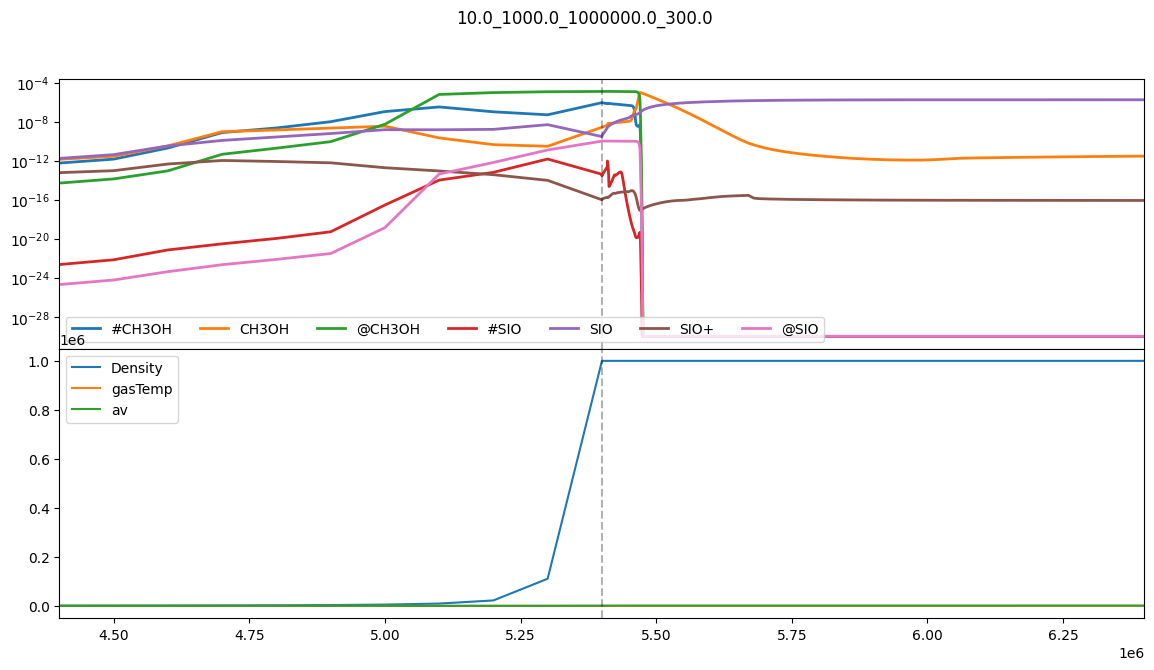 10.0_1000.0_1000000.0_300.0
10⁻⁴
10⁻⁸
10⁻¹²
10⁻¹⁶
10⁻²⁰
10⁻²⁴
10⁻²⁸
#CH3OH CH3OH @CH3OH #SIO SIO SIO+ @SIO
1e6
Density
gasTemp
av
1.0
0.8
0.6
0.4
0.2
0.0
4.50 4.75 5.00 5.25 5.50 5.75 6.00 6.25
1e6